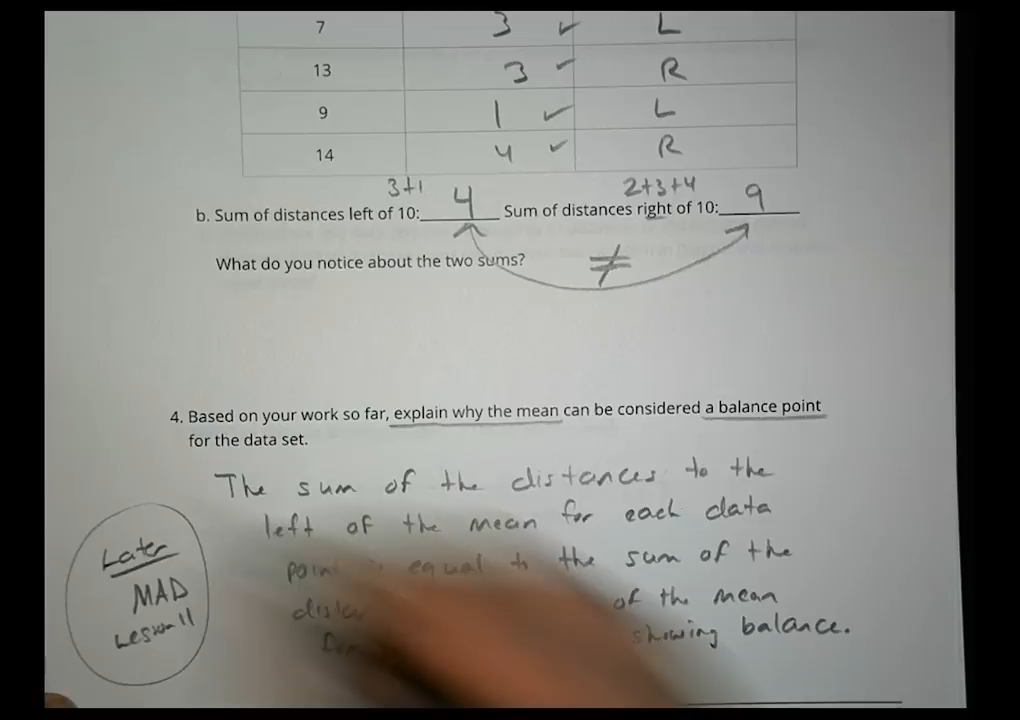 7 3 ✓ L
13 3 ✓ R
9 1 ✓ L
14 4 ✓ R
3+1 2+3+4
b. Sum of distances left of 10: 4 Sum of distances right of 10: 9
What do you notice about the two sums? ≠
4. Based on your work so far, explain why the mean can be considered a balance point
for the data set.
The sum of the distances to the
left of the mean for each data
equal to the sum of the
of the mean
showing balance.
Later
MAD
Lesson 11